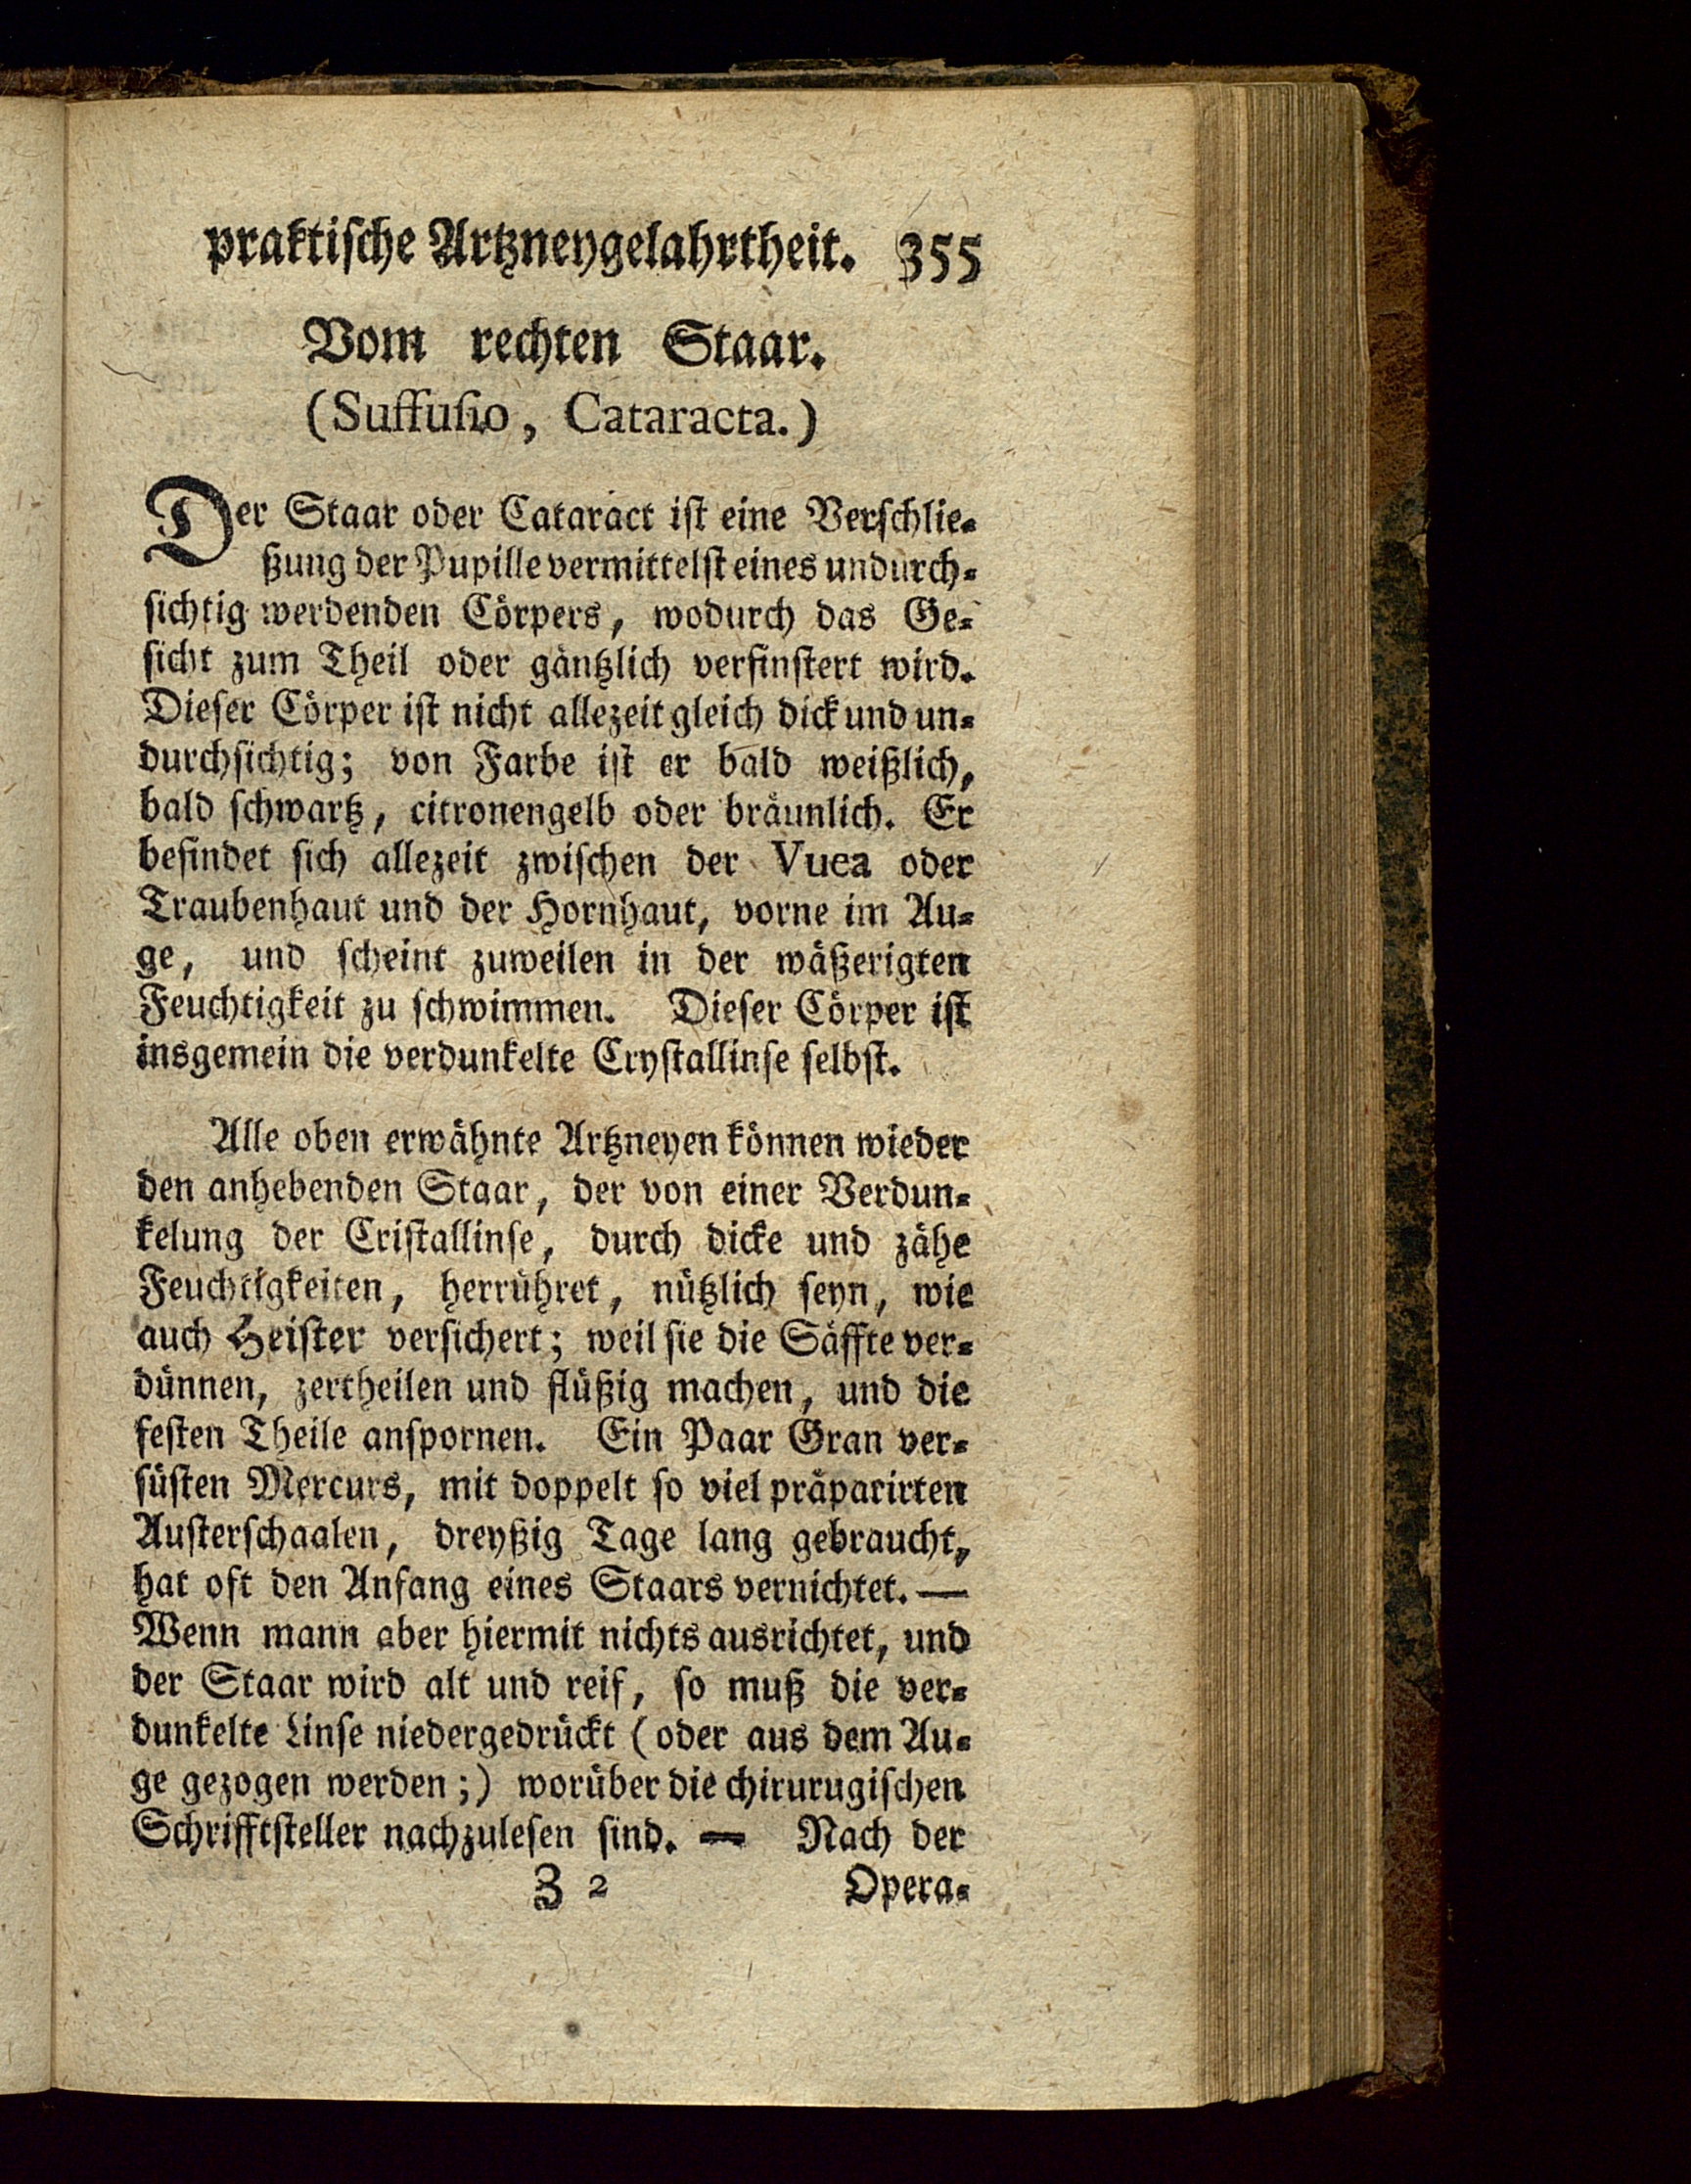 praktische Artzneygelahrtheit. 355
Vom rechten Staar.
(Suffuſio, Cataracta.)
Der Staar oder Cataract iſt eine Verſchlie⸗
ßung der Pupille vermittelſt eines undurch⸗
ſichtig werdenden Cörpers, wodurch das Ge⸗
ſicht zum Theil oder gäntzlich verfinſtert wird.
Dieſer Cörper iſt nicht allezeit gleich dick und un⸗
durchſichtig; von Farbe iſt er bald weißlich,
bald ſchwartz, citronengelb oder bräunlich. Er
befindet ſich allezeit zwiſchen der Vuea oder
Traubenhaut und der Hornhaut, vorne im Au⸗
ge, und ſcheint zuweilen in der wäßerigten
Feuchtigkeit zu ſchwimmen. Dieſer Cörper iſt
insgemein die verdunkelte Cryſtallinſe ſelbſt.
Alle oben erwähnte Artzneyen können wieder
den anhebenden Staar, der von einer Verdun⸗
kelung der Criſtallinſe, durch dicke und zähe
Feuchtigkeiten, herrühret, nützlich ſeyn, wie
auch Heiſter verſichert; weil ſie die Säffte ver⸗
dünnen, zertheilen und flüßig machen, und die
feſten Theile anſpornen. Ein Paar Gran ver⸗
ſüſten Mercurs, mit doppelt ſo viel präparirten
Auſterſchaalen, dreyßig Tage lang gebraucht,
hat oft den Anfang eines Staars vernichtet. —
Wenn mann aber hiermit nichts ausrichtet, und
der Staar wird alt und reif, ſo muß die ver⸗
dunkelte Linſe niedergedrückt (oder aus dem Au⸗
ge gezogen werden;) worüber die chirurugiſchen
Schrifftſteller nachzuleſen ſind. — Nach der
Z 2 Opera⸗